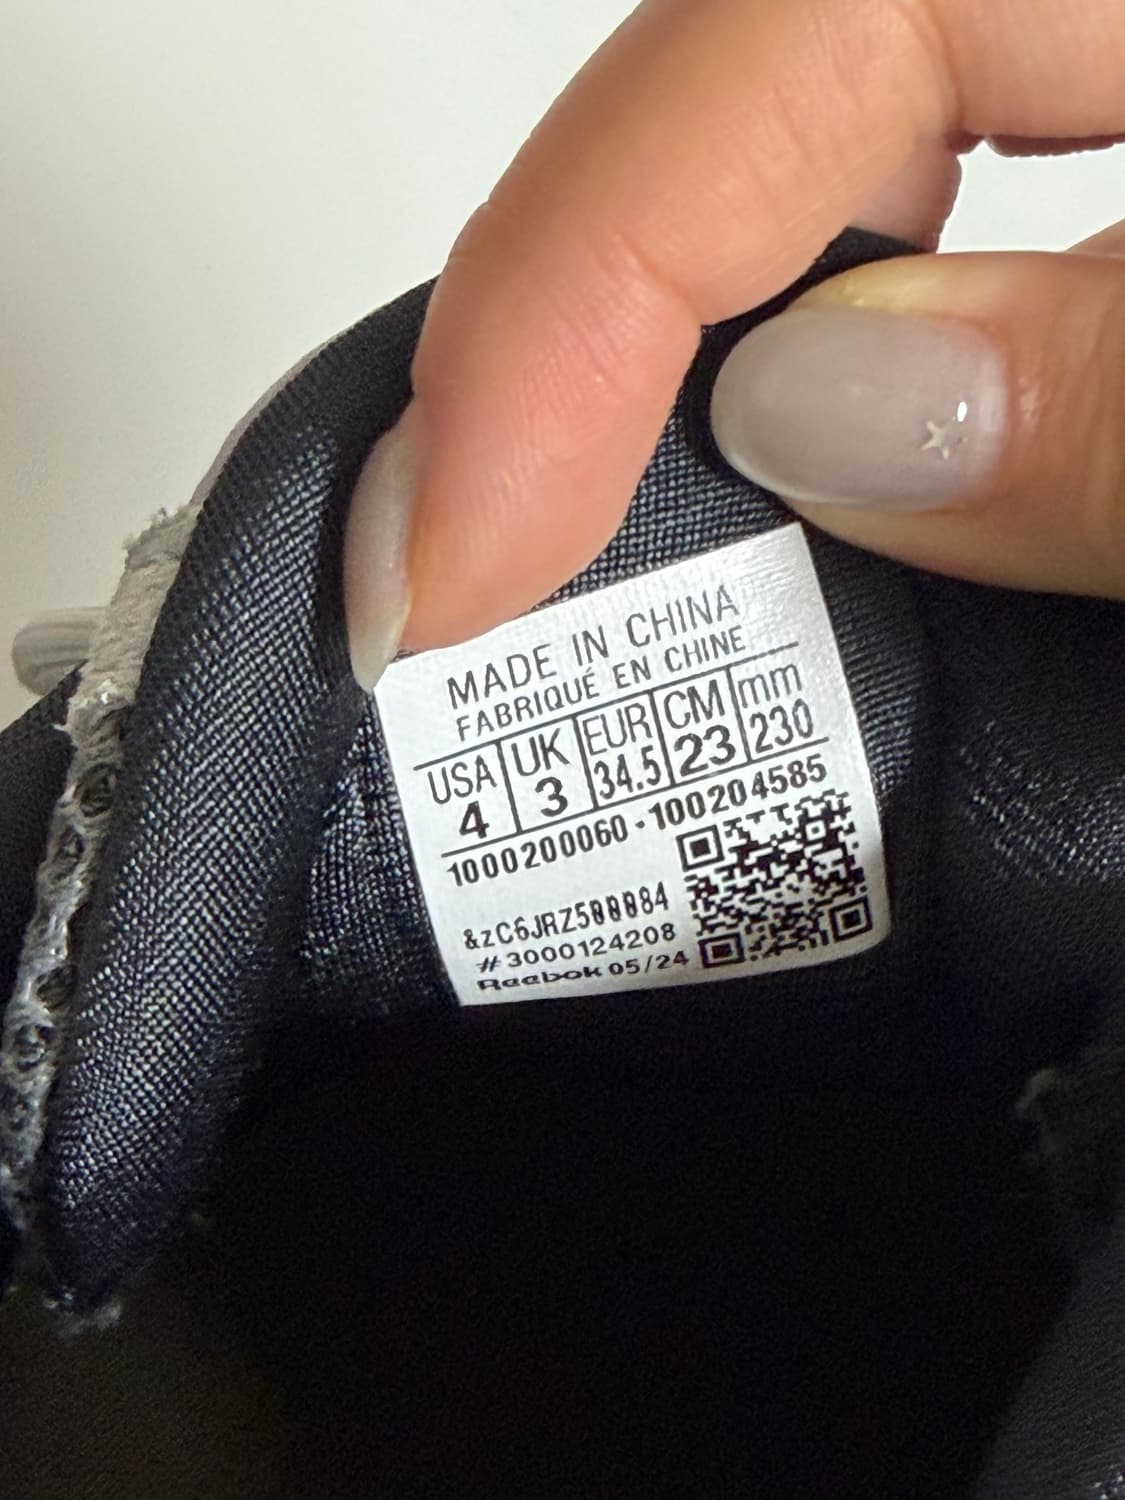 MADE IN CHINA
FABRIQUÉ EN CHINE
USA UK EUR CM mm
4 3 34.5 23 230
1000200060 · 100204585
#3000124208
Reebok 05/24